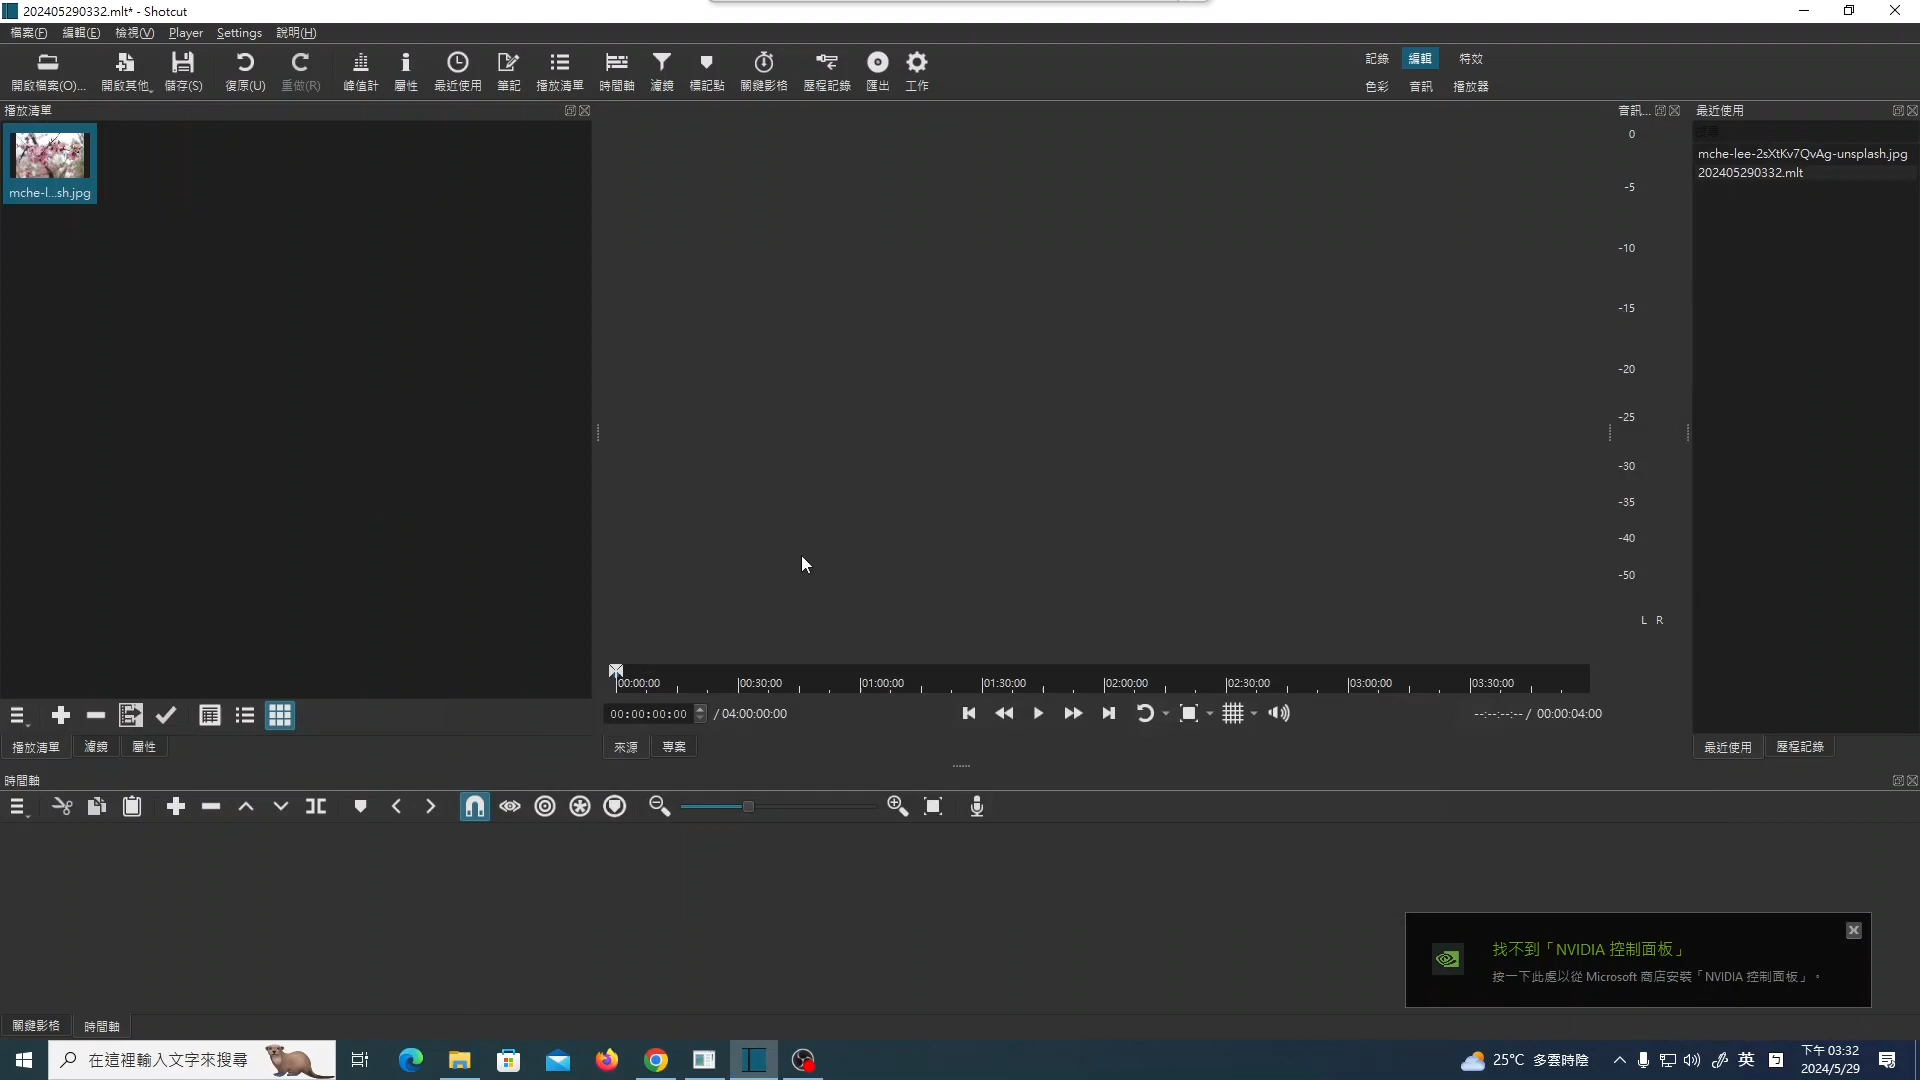 202405290332.mlt* - Shotcut
檔案(F) 編輯(E) 檢視(V) Player Settings 說明(H)
開啟檔案(O)... 開啟其他 儲存(S) 復原(U) 重做(R) 峰值計 屬性 最近使用 筆記 播放清單 時間軸 濾鏡 標記點 關鍵影格 歷程記錄 匯出 工作
記錄 編輯 特效
色彩 音訊 播放器
播放清單
mche-l...sh.jpg
音訊...
0
-5
-10
-15
-20
-25
-30
-35
-40
-50
L R
最近使用
搜尋
mche-lee-2sXtKv7QvAg-unsplash.jpg
202405290332.mlt
00:00:00 00:30:00 01:00:00 01:30:00 02:00:00 02:30:00 03:00:00 03:30:00
00:00:00:00 / 04:00:00:00 --:--:--:-- / 00:00:04:00
播放清單 濾鏡 屬性
來源 專案
最近使用 歷程記錄
時間軸
找不到「NVIDIA 控制面板」
按一下此處以從 Microsoft 商店安裝「NVIDIA 控制面板」。
關鍵影格 時間軸
在這裡輸入文字來搜尋
25°C 多雲時陰
英
下午 03:32
2024/5/29